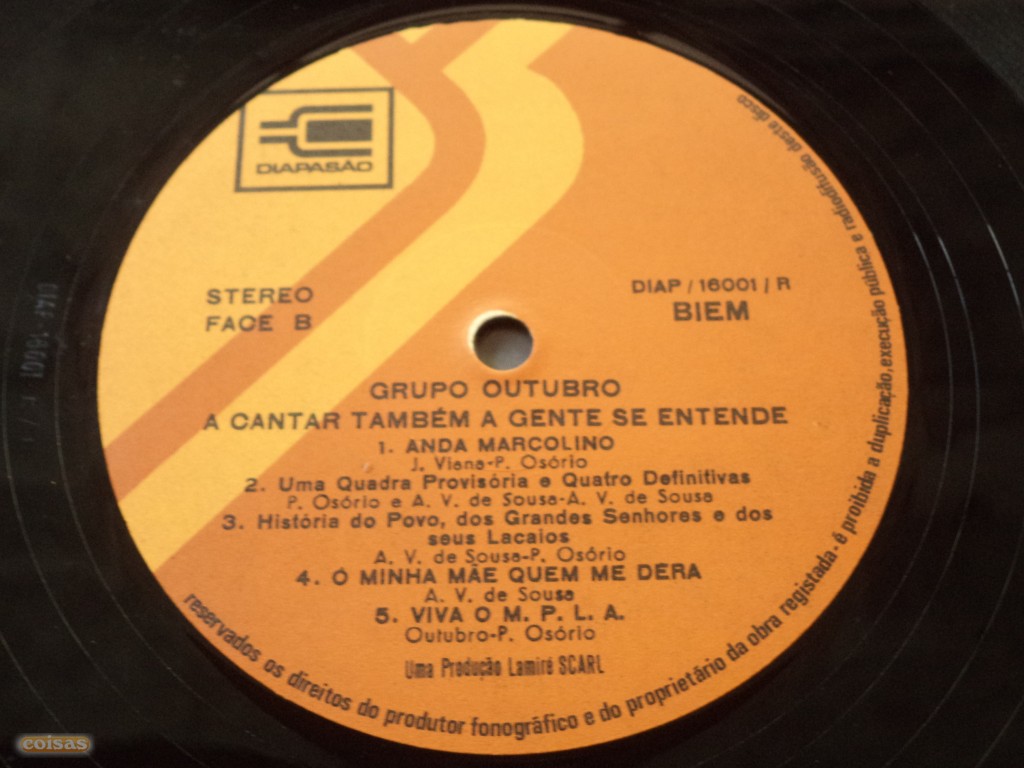 DIAPASÃO
STEREO
FACE B
DIAP / 16001 / R
BIEM
GRUPO OUTUBRO
A CANTAR TAMBÉM A GENTE SE ENTENDE
1. ANDA MARCOLINO
J. Viana-P. Osório
2. Uma Quadra Provisória e Quatro Definitivas
P. Osório e A. V. de Sousa-A. V. de Sousa
3. História do Povo, dos Grandes Senhores e dos
seus Lacaios
A. V. de Sousa-P. Osório
4. Ó MINHA MÃE QUEM ME DERA
A. V. de Sousa
5. VIVA O M. P. L. A.
Outubro-P. Osório
Uma Produção Lamiré SCARL
reservados os direitos do produtor fonográfico e do proprietário da obra registada-é proibida a duplicação, execução pública e radiodifusão deste disco
coisas